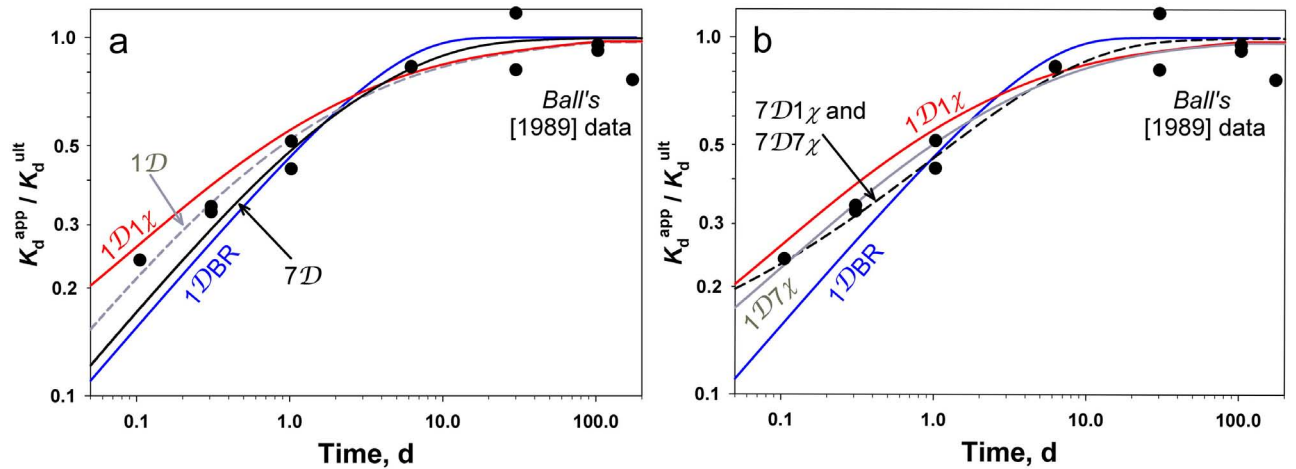 a
1.0
0.5
0.3
0.2
0.1
K_d^app / K_d^ult
1𝒟
1𝒟1χ
1𝒟BR
7𝒟
Ball's
[1989] data
0.1 1.0 10.0 100.0
Time, d
b
1.0
0.5
0.3
0.2
0.1
K_d^app / K_d^ult
7𝒟1χ and
7𝒟7χ
1𝒟1χ
1𝒟7χ
1𝒟BR
Ball's
[1989] data
0.1 1.0 10.0 100.0
Time, d